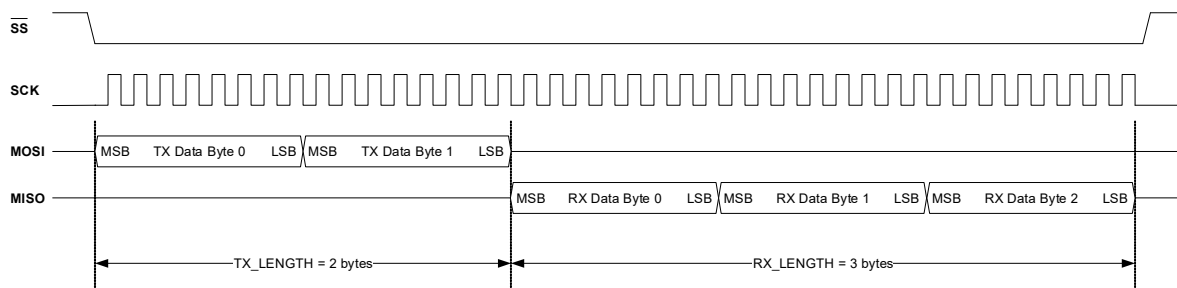 SS
SCK
MOSI MSB TX Data Byte 0 LSB MSB TX Data Byte 1 LSB
MISO MSB RX Data Byte 0 LSB MSB RX Data Byte 1 LSB MSB RX Data Byte 2 LSB
TX_LENGTH = 2 bytes RX_LENGTH = 3 bytes